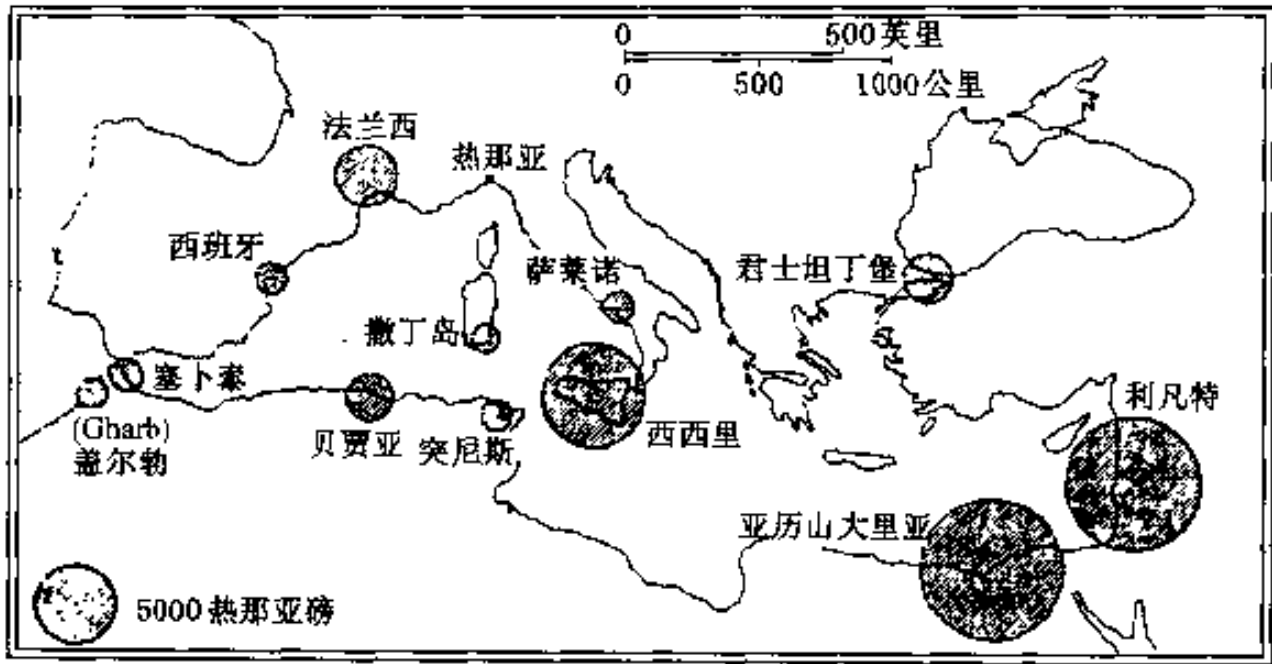 0 500英里
0 500 1000公里
法兰西
热那亚
西班牙
萨莱诺
君士坦丁堡
撒丁岛
塞卜泰
利凡特
(Gharb)
盖尔勃
贝贾亚
突尼斯
西西里
亚历山大里亚
5000热那亚磅